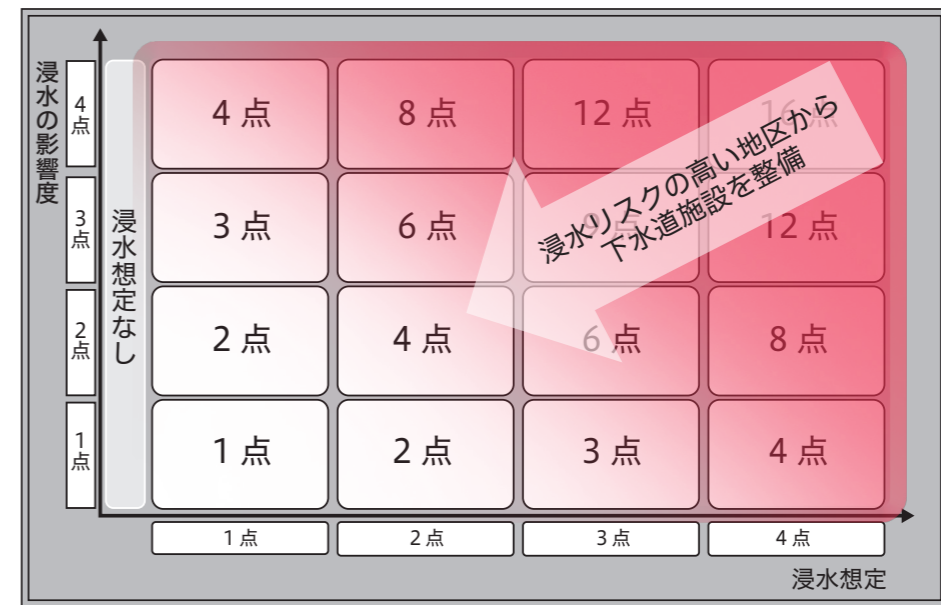 浸水の影響度
4点
3点
2点
1点
浸水想定なし
4点 8点 12点 16点
3点 6点 9点 12点
2点 4点 6点 8点
1点 2点 3点 4点
浸水リスクの高い地区から
下水道施設を整備
1点 2点 3点 4点
浸水想定